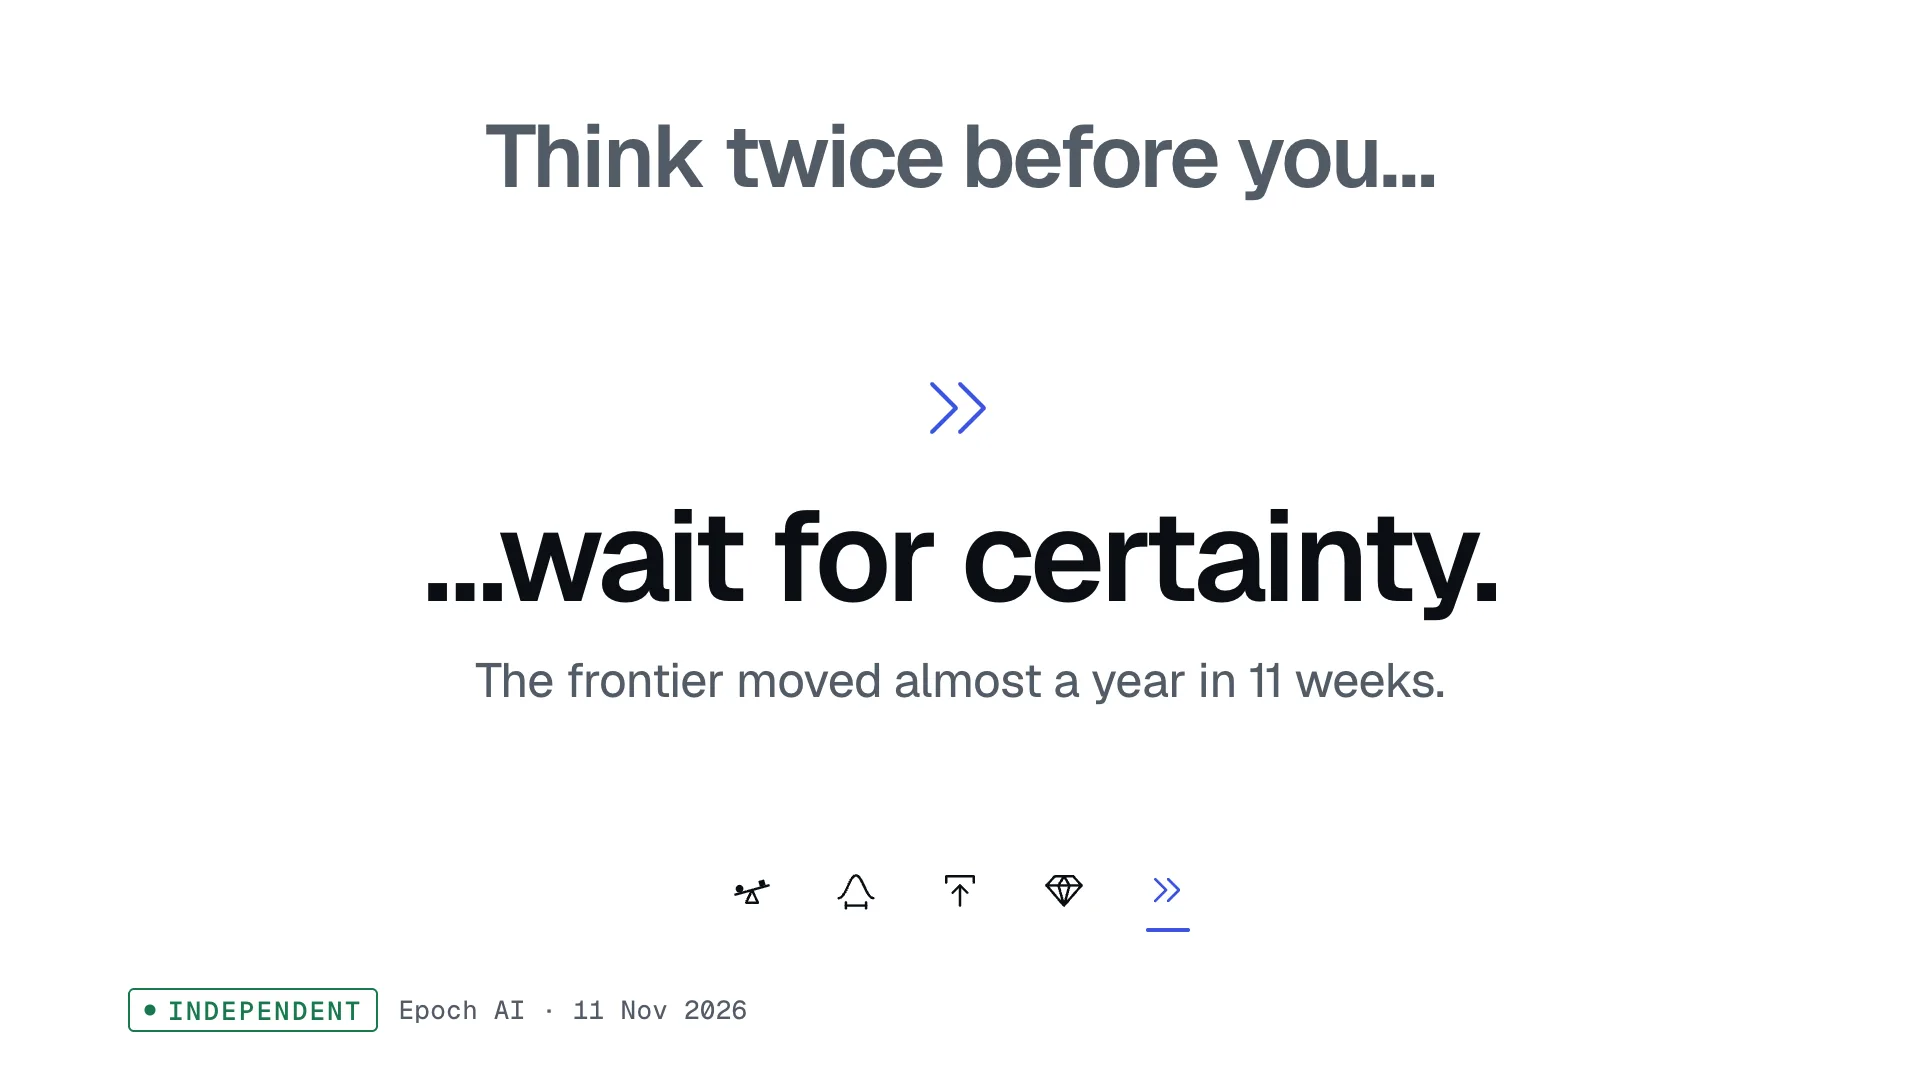 Think twice before you...
...wait for certainty.
The frontier moved almost a year in 11 weeks.
INDEPENDENT Epoch AI · 11 Nov 2026